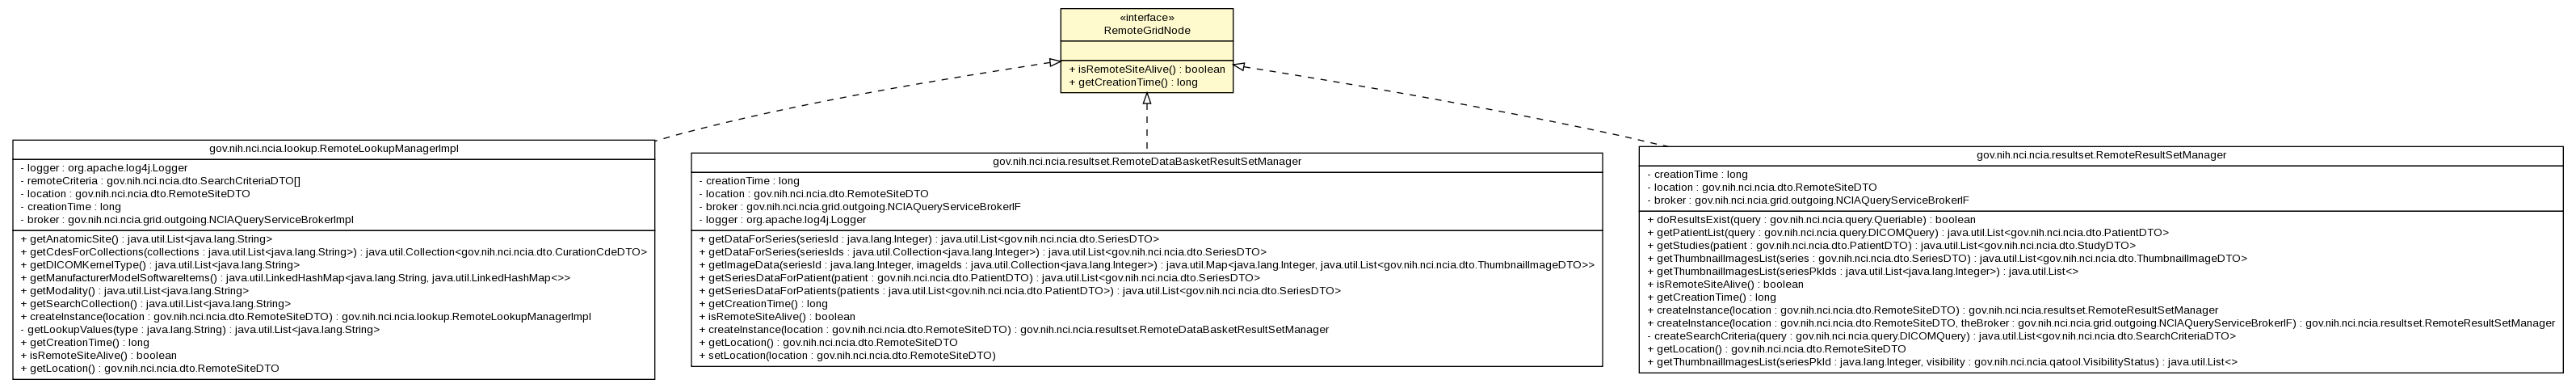 «interface»
RemoteGridNode
+ isRemoteSiteAlive() : boolean
+ getCreationTime() : long
gov.nih.nci.ncia.lookup.RemoteLookupManagerImpl
- logger : org.apache.log4j.Logger
- remoteCriteria : gov.nih.nci.ncia.dto.SearchCriteriaDTO[]
- location : gov.nih.nci.ncia.dto.RemoteSiteDTO
- creationTime : long
- broker : gov.nih.nci.ncia.grid.outgoing.NCIAQueryServiceBrokerImpl
+ getAnatomicSite() : java.util.List<java.lang.String>
+ getCdesForCollections(collections : java.util.List<java.lang.String>) : java.util.Collection<gov.nih.nci.ncia.dto.CurationCdeDTO>
+ getDICOMKernelType() : java.util.List<java.lang.String>
+ getManufacturerModelSoftwareItems() : java.util.LinkedHashMap<java.lang.String, java.util.LinkedHashMap<>>
+ getModality() : java.util.List<java.lang.String>
+ getSearchCollection() : java.util.List<java.lang.String>
+ createInstance(location : gov.nih.nci.ncia.dto.RemoteSiteDTO) : gov.nih.nci.ncia.lookup.RemoteLookupManagerImpl
- getLookupValues(type : java.lang.String) : java.util.List<java.lang.String>
+ getCreationTime() : long
+ isRemoteSiteAlive() : boolean
+ getLocation() : gov.nih.nci.ncia.dto.RemoteSiteDTO
gov.nih.nci.ncia.resultset.RemoteDataBasketResultSetManager
- creationTime : long
- location : gov.nih.nci.ncia.dto.RemoteSiteDTO
- broker : gov.nih.nci.ncia.grid.outgoing.NCIAQueryServiceBrokerIF
- logger : org.apache.log4j.Logger
+ getDataForSeries(seriesId : java.lang.Integer) : java.util.List<gov.nih.nci.ncia.dto.SeriesDTO>
+ getDataForSeries(seriesIds : java.util.Collection<java.lang.Integer>) : java.util.List<gov.nih.nci.ncia.dto.SeriesDTO>
+ getImageData(seriesId : java.lang.Integer, imageIds : java.util.Collection<java.lang.Integer>) : java.util.Map<java.lang.Integer, java.util.List<gov.nih.nci.ncia.dto.ThumbnailImageDTO>>
+ getSeriesDataForPatient(patient : gov.nih.nci.ncia.dto.PatientDTO) : java.util.List<gov.nih.nci.ncia.dto.SeriesDTO>
+ getSeriesDataForPatients(patients : java.util.List<gov.nih.nci.ncia.dto.PatientDTO>) : java.util.List<gov.nih.nci.ncia.dto.SeriesDTO>
+ getCreationTime() : long
+ isRemoteSiteAlive() : boolean
+ createInstance(location : gov.nih.nci.ncia.dto.RemoteSiteDTO) : gov.nih.nci.ncia.resultset.RemoteDataBasketResultSetManager
+ getLocation() : gov.nih.nci.ncia.dto.RemoteSiteDTO
+ setLocation(location : gov.nih.nci.ncia.dto.RemoteSiteDTO)
gov.nih.nci.ncia.resultset.RemoteResultSetManager
- creationTime : long
- location : gov.nih.nci.ncia.dto.RemoteSiteDTO
- broker : gov.nih.nci.ncia.grid.outgoing.NCIAQueryServiceBrokerIF
+ doResultsExist(query : gov.nih.nci.ncia.query.Queriable) : boolean
+ getPatientList(query : gov.nih.nci.ncia.query.DICOMQuery) : java.util.List<gov.nih.nci.ncia.dto.PatientDTO>
+ getStudies(patient : gov.nih.nci.ncia.dto.PatientDTO) : java.util.List<gov.nih.nci.ncia.dto.StudyDTO>
+ getThumbnailImagesList(series : gov.nih.nci.ncia.dto.SeriesDTO) : java.util.List<gov.nih.nci.ncia.dto.ThumbnailImageDTO>
+ getThumbnailImagesList(seriesPkIds : java.util.List<java.lang.Integer>) : java.util.List<>
+ isRemoteSiteAlive() : boolean
+ getCreationTime() : long
+ createInstance(location : gov.nih.nci.ncia.dto.RemoteSiteDTO) : gov.nih.nci.ncia.resultset.RemoteResultSetManager
+ createInstance(location : gov.nih.nci.ncia.dto.RemoteSiteDTO, theBroker : gov.nih.nci.ncia.grid.outgoing.NCIAQueryServiceBrokerIF) : gov.nih.nci.ncia.resultset.RemoteResultSetManager
- createSearchCriteria(query : gov.nih.nci.ncia.query.DICOMQuery) : java.util.List<gov.nih.nci.ncia.dto.SearchCriteriaDTO>
+ getLocation() : gov.nih.nci.ncia.dto.RemoteSiteDTO
+ getThumbnailImagesList(seriesPkId : java.lang.Integer, visibility : gov.nih.nci.ncia.qatool.VisibilityStatus) : java.util.List<>